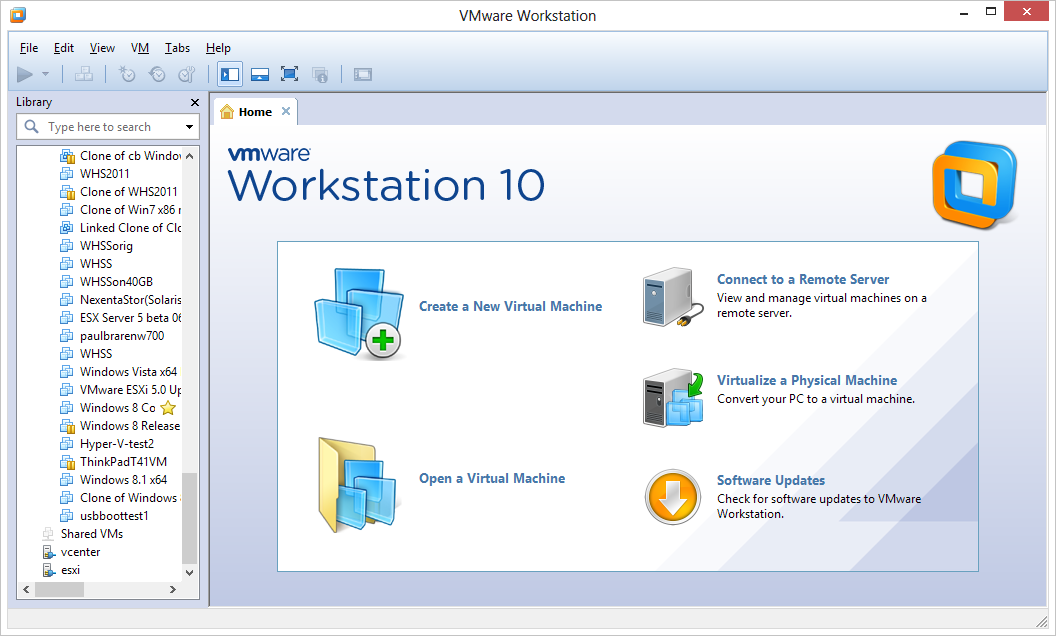 VMware Workstation
File Edit View VM Tabs Help
Library
Type here to search
Home
Clone of cb Windov
WHS2011
Clone of WHS2011
Clone of Win7 x86
Linked Clone of Clc
WHSSorig
WHSS
WHSSon40GB
NexentaStor(Solaris
ESX Server 5 beta 06
paulbrarenw700
WHSS
Windows Vista x64
VMware ESXi 5.0 Up
Windows 8 Co
Windows 8 Release
Hyper-V-test2
ThinkPadT41VM
Windows 8.1 x64
Clone of Windows
usbboottest1
Shared VMs
vcenter
esxi
vmware
Workstation 10
Create a New Virtual Machine
Open a Virtual Machine
Connect to a Remote Server
View and manage virtual machines on a
remote server.
Virtualize a Physical Machine
Convert your PC to a virtual machine.
Software Updates
Check for software updates to VMware
Workstation.